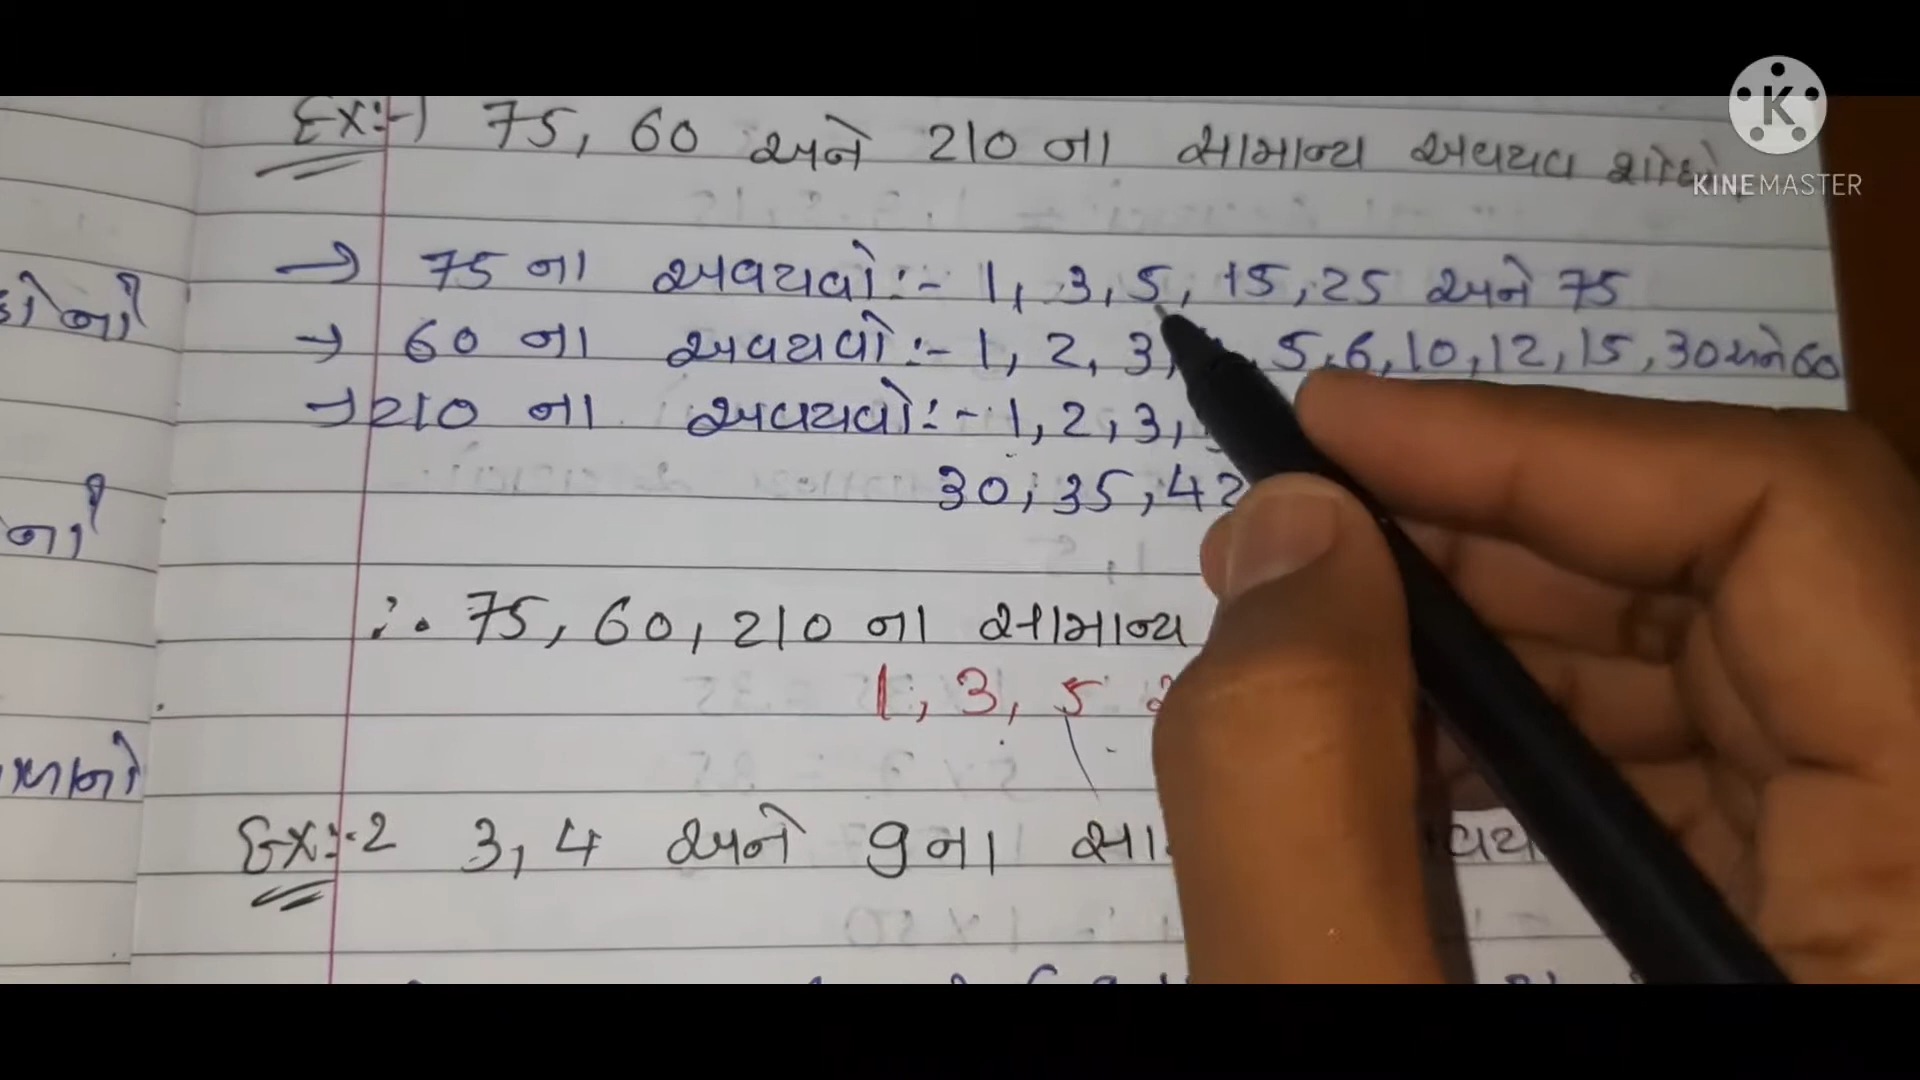 Ex:-1 75, 60 અને 210 ના સામાન્ય અવયવ શોધો
KINEMASTER
→ 75 ના અવયવો:- 1, 3, 5, 15, 25 અને 75
→ 60 ના અવયવો:- 1, 2, 3, 5, 6, 10, 12, 15, 30 અને 60
→ 210 ના અવયવો:- 1, 2, 3,
30, 35, 42
∴ 75, 60, 210 ના સામાન્ય
1, 3, 5
Ex:-2 3, 4 અને 9 ના સા